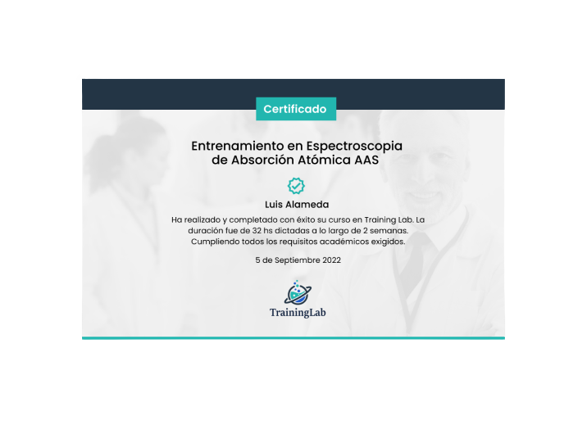 Certificado
Entrenamiento en Espectroscopia
de Absorción Atómica AAS
Luis Alameda
Ha realizado y completado con éxito su curso en Training Lab. La
duración fue de 32 hs dictadas a lo largo de 2 semanas.
Cumpliendo todos los requisitos académicos exigidos.
5 de Septiembre 2022
TrainingLab